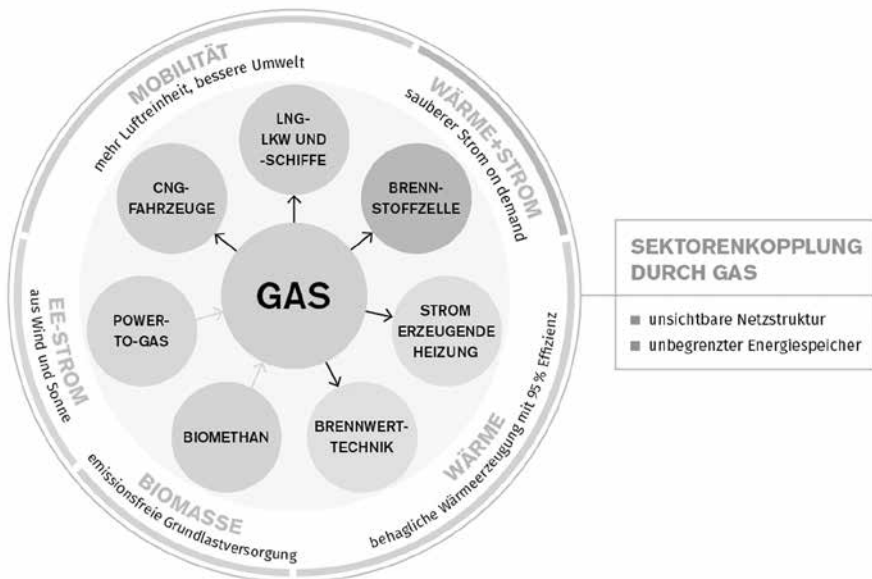 MOBILITÄT
mehr Luftreinheit, bessere Umwelt
WÄRME+STROM
sauberer Strom on demand
LNG-
LKW UND
-SCHIFFE
CNG-
FAHRZEUGE
BRENN-
STOFFZELLE
GAS
POWER-
TO-GAS
STROM
ERZEUGENDE
HEIZUNG
BIOMETHAN
BRENNWERT-
TECHNIK
EE-STROM
aus Wind und Sonne
BIOMASSE
emissionsfreie Grundlastversorgung
WÄRME
behagliche Wärmeerzeugung mit 95% Effizienz
SEKTORENKOPPLUNG
DURCH GAS
■ unsichtbare Netzstruktur
■ unbegrenzter Energiespeicher